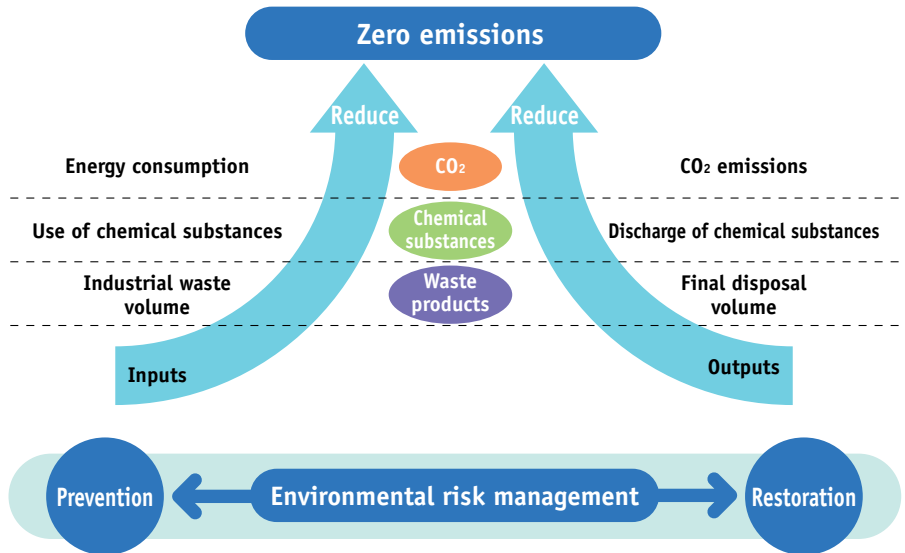 Zero emissions
Reduce
Reduce
Energy consumption
CO₂
CO₂ emissions
Use of chemical substances
Chemical
substances
Discharge of chemical substances
Industrial waste
volume
Waste
products
Final disposal
volume
Inputs
Outputs
Prevention
Environmental risk management
Restoration